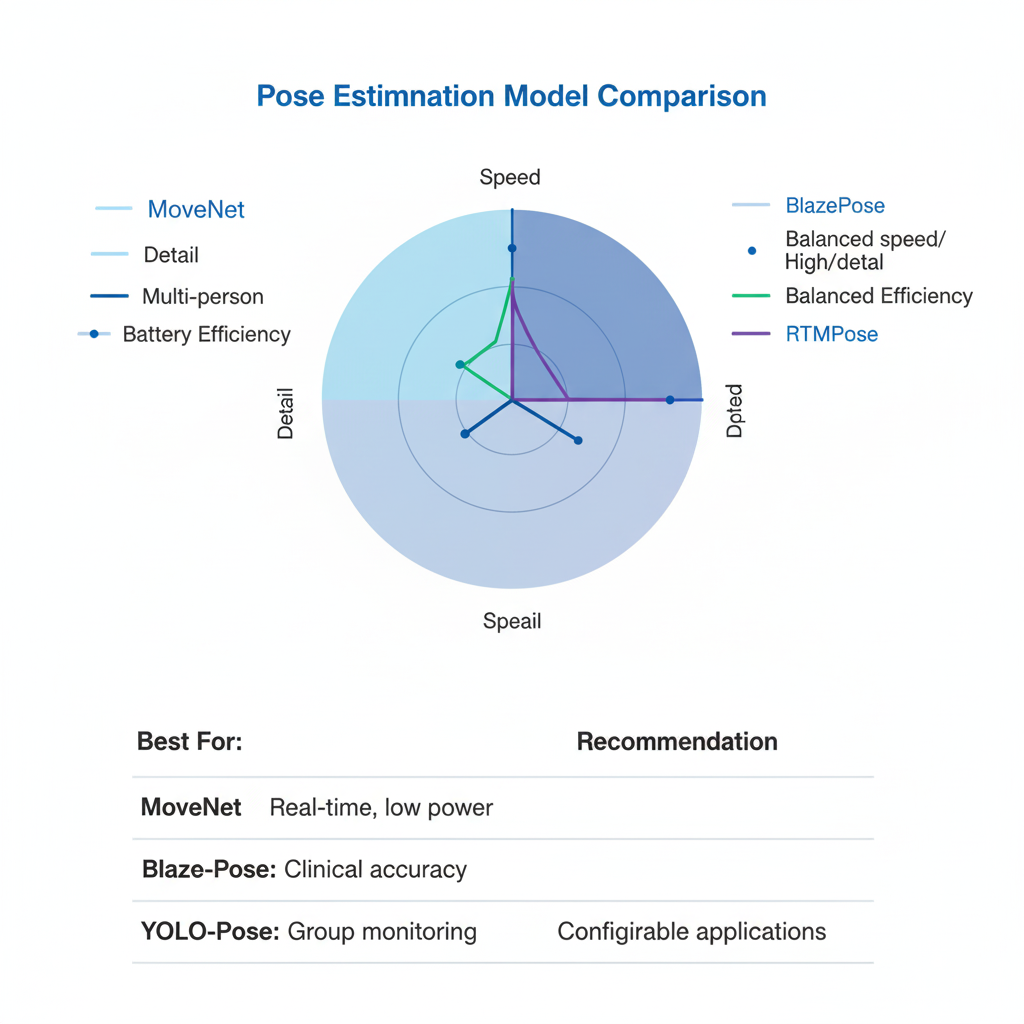 Pose Estimnation Model Comparison
Speed
MoveNet
Detail
Multi-person
Battery Efficiency
BlazePose
Balanced speed/
High/detal
Balanced Efficiency
RTMPose
Detail
Dpted
Speail
Best For:
Recommendation
MoveNet Real-time, low power
Blaze-Pose: Clinical accuracy
YOLO-Pose: Group monitoring
Configirable applications